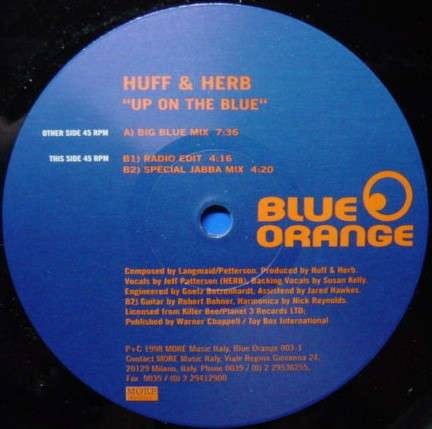 HUFF & HERB
"UP ON THE BLUE"
OTHER SIDE 45 RPM A) BIG BLUE MIX 7:36
THIS SIDE 45 RPM B1) RADIO EDIT 4:16
B2) SPECIAL JABBA MIX 4:20
BLUE
ORANGE
Composed by Langmaid/Petterson. Produced by Huff & Herb.
Vocals by Jeff Patterson (HERB). Backing Vocals by Susan Kelly.
Engineered by Goetz Botzenhardt, Assistend by Jared Hawkes.
B2) Guitar by Robert Bohner, Harmonica by Nick Reynolds.
Licensed from Killer Bee/Planet 3 Records LTD.
Published by Warner Chappell / Toy Box International
P+C 1998 MORE Music Italy, Blue Orange 003-1
Contact MORE Music Italy, Viale Regina Giovanna 24,
20129 Milano, Italy. Phone 0039 / (0) 2 29536255.
Fax 0039 / (0) 2 29412900
MORE